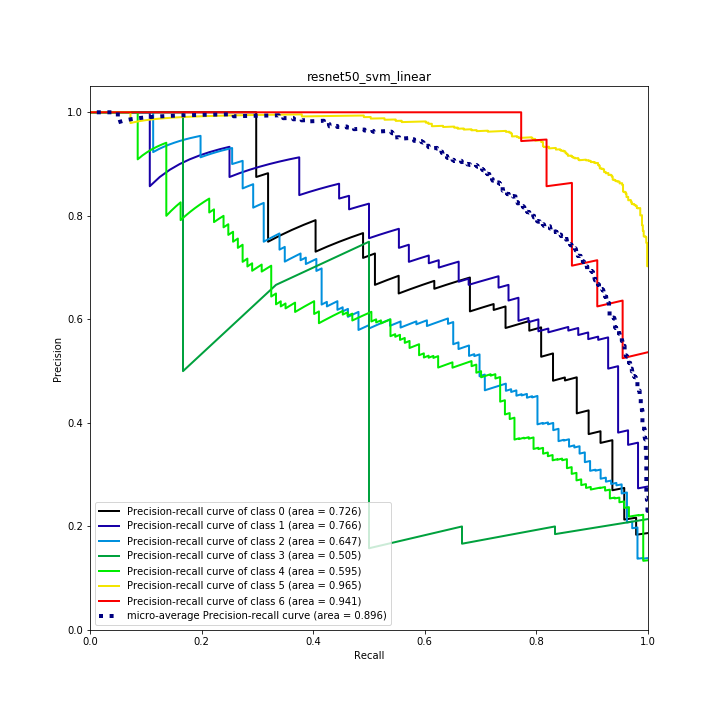 resnet50_svm_linear
1.0
0.8
0.6
0.4
0.2
0.0
Precision
Precision-recall curve of class 0 (area = 0.726)
Precision-recall curve of class 1 (area = 0.766)
Precision-recall curve of class 2 (area = 0.647)
Precision-recall curve of class 3 (area = 0.505)
Precision-recall curve of class 4 (area = 0.595)
Precision-recall curve of class 5 (area = 0.965)
Precision-recall curve of class 6 (area = 0.941)
micro-average Precision-recall curve (area = 0.896)
0.0 0.2 0.4 0.6 0.8 1.0
Recall